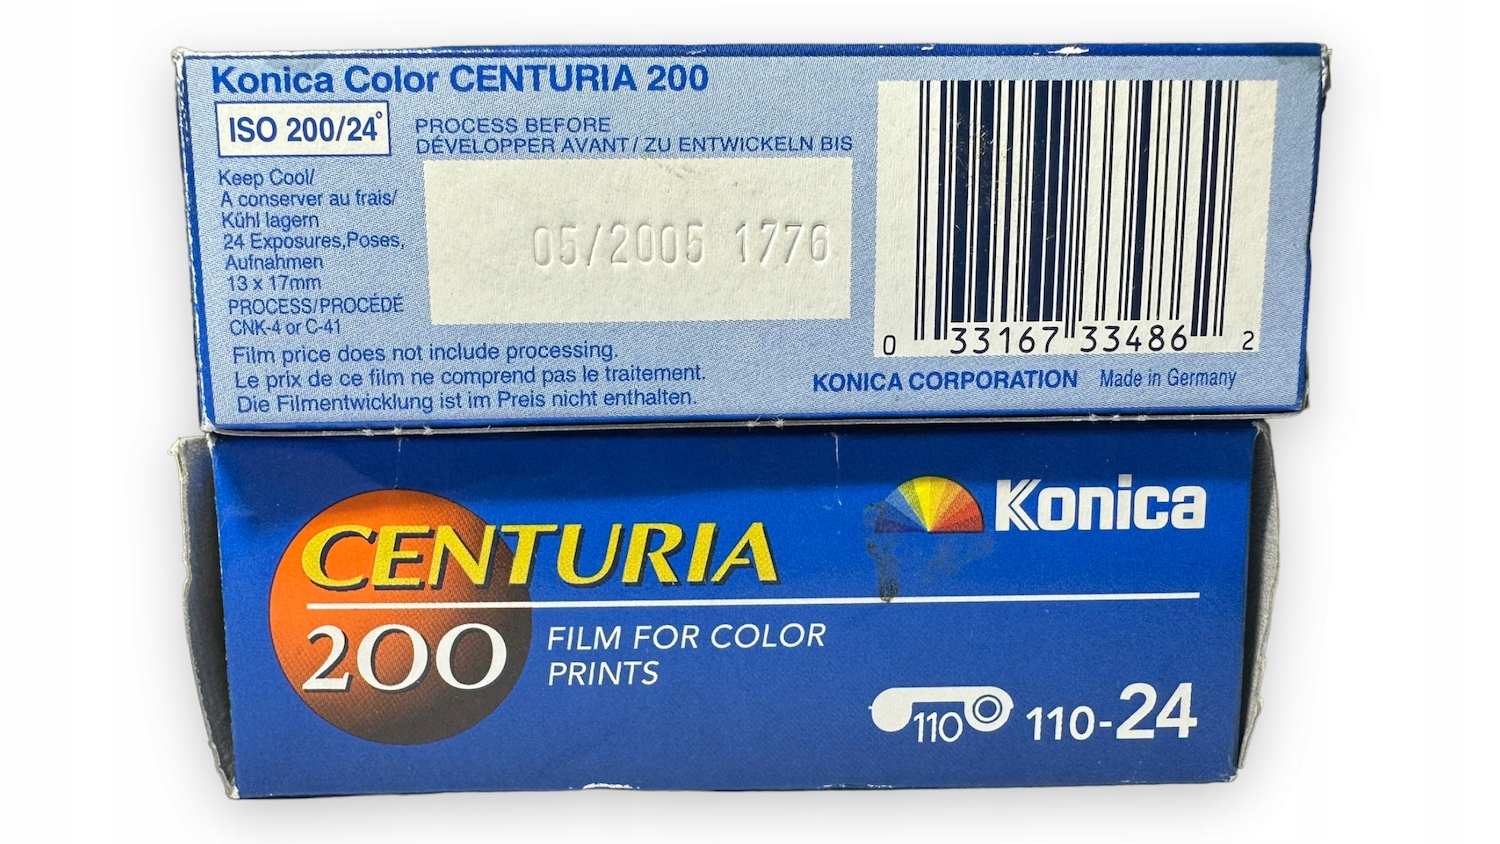 Konica Color CENTURIA 200
ISO 200/24°
PROCESS BEFORE
DÉVELOPPER AVANT / ZU ENTWICKELN BIS
05/2005 1776
Keep Cool/
A conserver au frais/
Kühl lagern
24 Exposures,Poses,
Aufnahmen
13 x 17mm
PROCESS/PROCÉDÉ
CNK-4 or C-41
Film price does not include processing.
Le prix de ce film ne comprend pas le traitement.
Die Filmentwicklung ist im Preis nicht enthalten.
0 33167 33486 2
KONICA CORPORATION Made in Germany
Konica
CENTURIA
200
FILM FOR COLOR
PRINTS
110 110-24